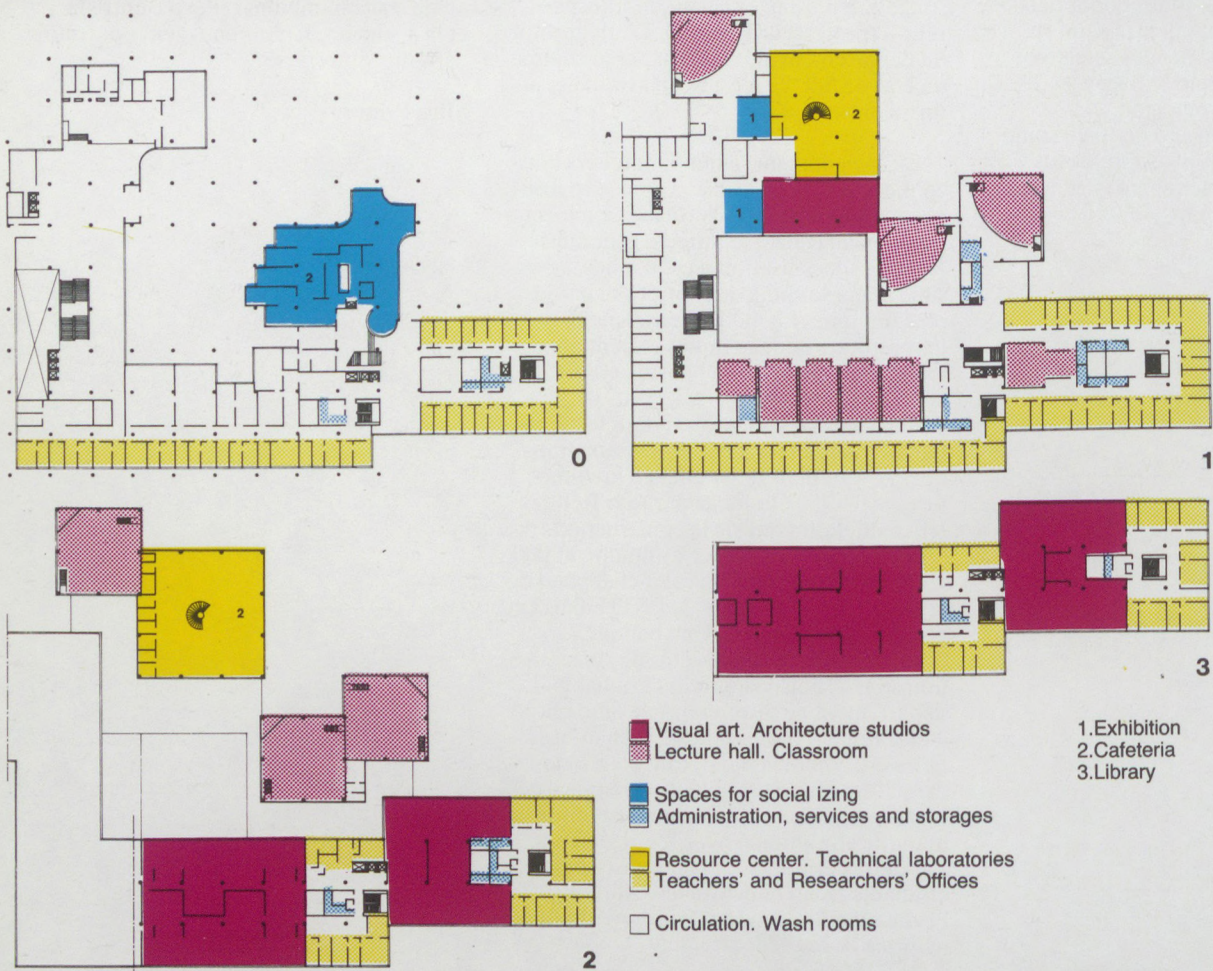 1
2
1
2
0
1
2
3
2
Visual art. Architecture studios
Lecture hall. Classroom
Spaces for social izing
Administration, services and storages
Resource center. Technical laboratories
Teachers' and Researchers' Offices
Circulation. Wash rooms
1.Exhibition
2.Cafeteria
3.Library